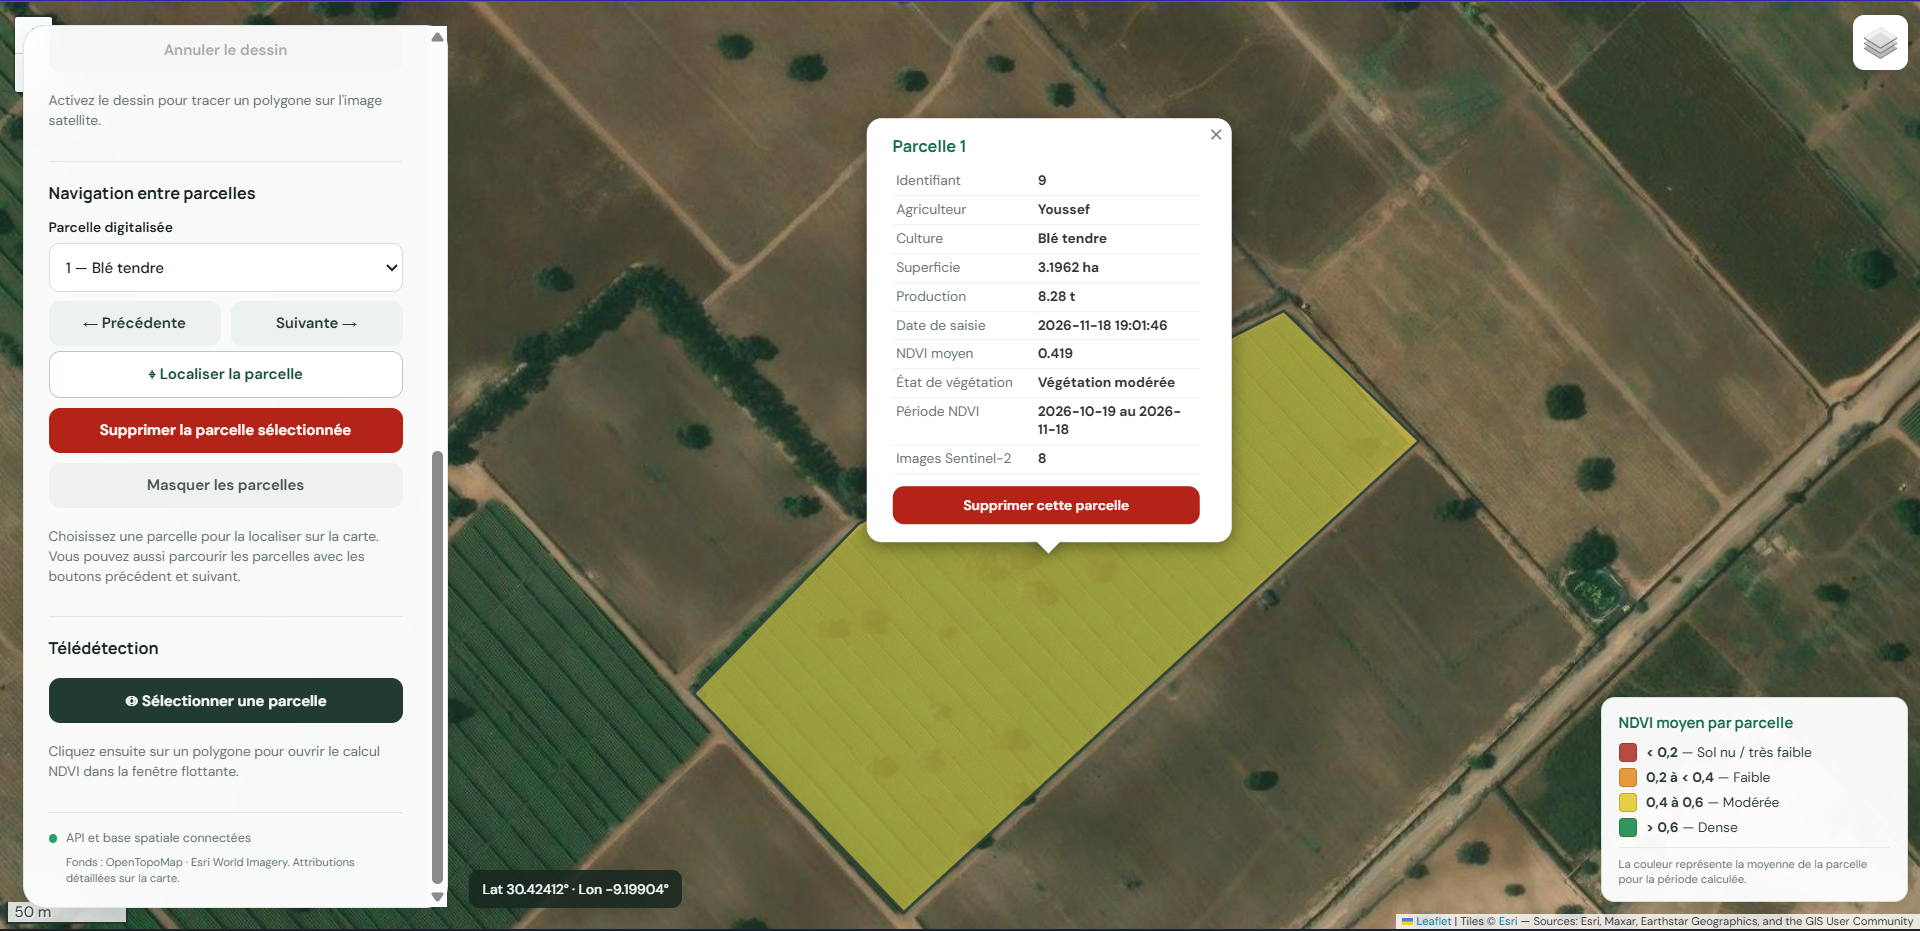 Annuler le dessin
Activez le dessin pour tracer un polygone sur l'image
satellite.
Navigation entre parcelles
Parcelle digitalisée
1 — Blé tendre
← Précédente
Suivante →
⌖ Localiser la parcelle
Supprimer la parcelle sélectionnée
Masquer les parcelles
Choisissez une parcelle pour la localiser sur la carte.
Vous pouvez aussi parcourir les parcelles avec les
boutons précédent et suivant.
Télédétection
Sélectionner une parcelle
Cliquez ensuite sur un polygone pour ouvrir le calcul
NDVI dans la fenêtre flottante.
API et base spatiale connectées
Fonds : OpenTopoMap · Esri World Imagery. Attributions
détaillées sur la carte.
50 m
Parcelle 1
×
Identifiant 9
Agriculteur Youssef
Culture Blé tendre
Superficie 3.1962 ha
Production 8.28 t
Date de saisie 2026-11-18 19:01:46
NDVI moyen 0.419
État de végétation Végétation modérée
Période NDVI 2026-10-19 au 2026-
11-18
Images Sentinel-2 8
Supprimer cette parcelle
Lat 30.42412° · Lon -9.19904°
NDVI moyen par parcelle
< 0,2 — Sol nu / très faible
0,2 à < 0,4 — Faible
0,4 à 0,6 — Modérée
> 0,6 — Dense
La couleur représente la moyenne de la parcelle
pour la période calculée.
Leaflet | Tiles © Esri — Sources: Esri, Maxar, Earthstar Geographics, and the GIS User Community